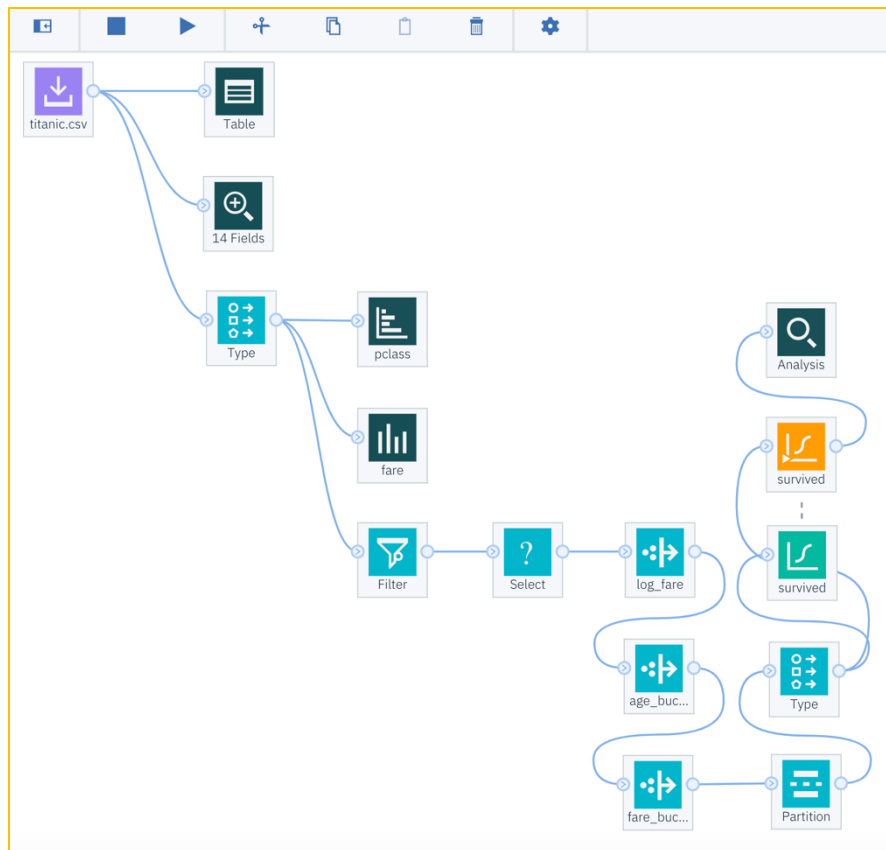 titanic.csv
Table
14 Fields
Type
pclass
Analysis
fare
survived
Filter
?
Select
log_fare
survived
age_buc...
Type
fare_buc...
Partition